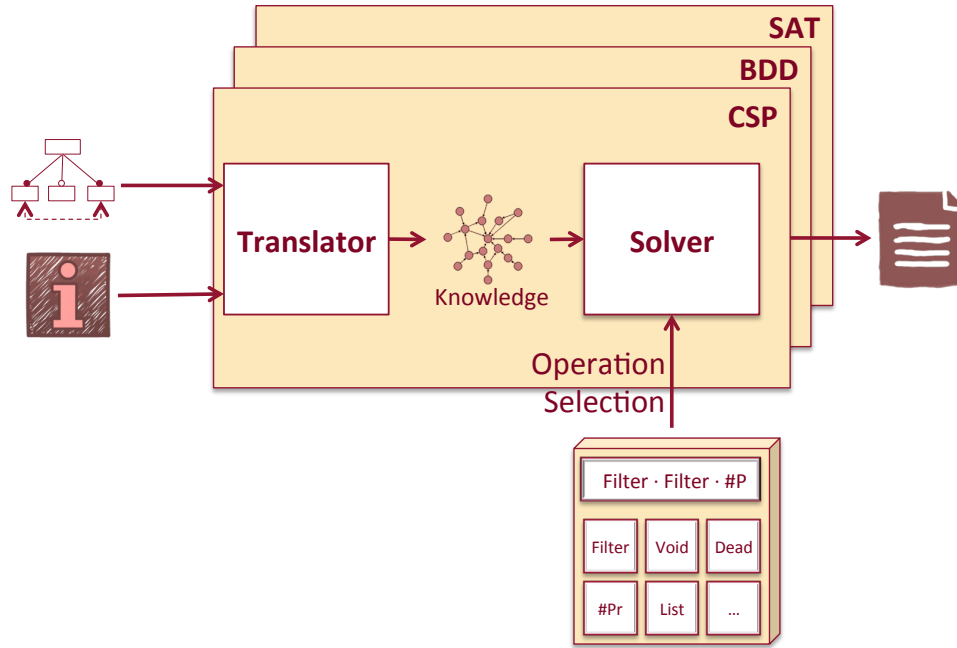 SAT
BDD
CSP
Translator
Solver
Knowledge
Operation
Selection
Filter · Filter · #P
Filter Void Dead
#Pr List ...